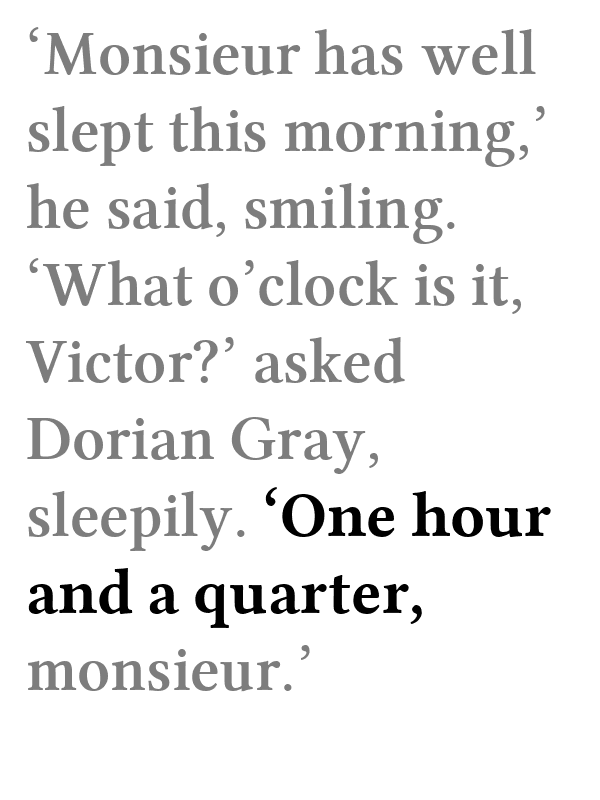 ‘Monsieur has well
slept this morning,’
he said, smiling.
‘What o’clock is it,
Victor?’ asked
Dorian Gray,
sleepily. ‘One hour
and a quarter,
monsieur.’